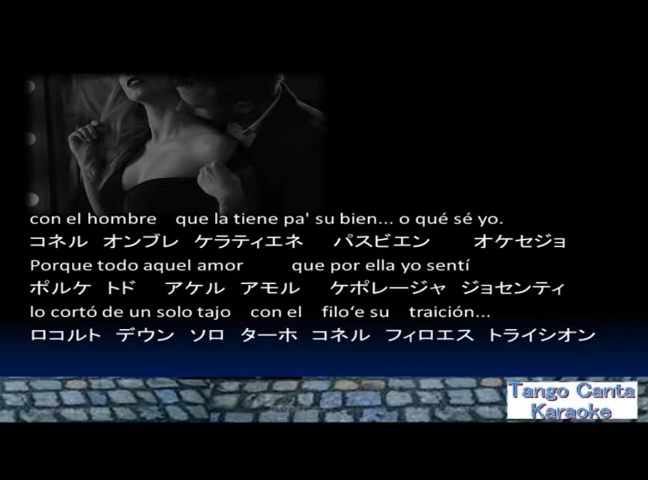 con el hombre que la tiene pa' su bien... o qué sé yo.
コネル オンブレ ケラティエネ パスビエン オケセジョ
Porque todo aquel amor que por ella yo sentí
ポルケ トド アケル アモル ケポレージャ ジョセンティ
lo cortó de un solo tajo con el filo‘e su traición...
ロコルト デウン ソロ ターホ コネル フィロエス トライシオン
Tango Canta
Karaoke